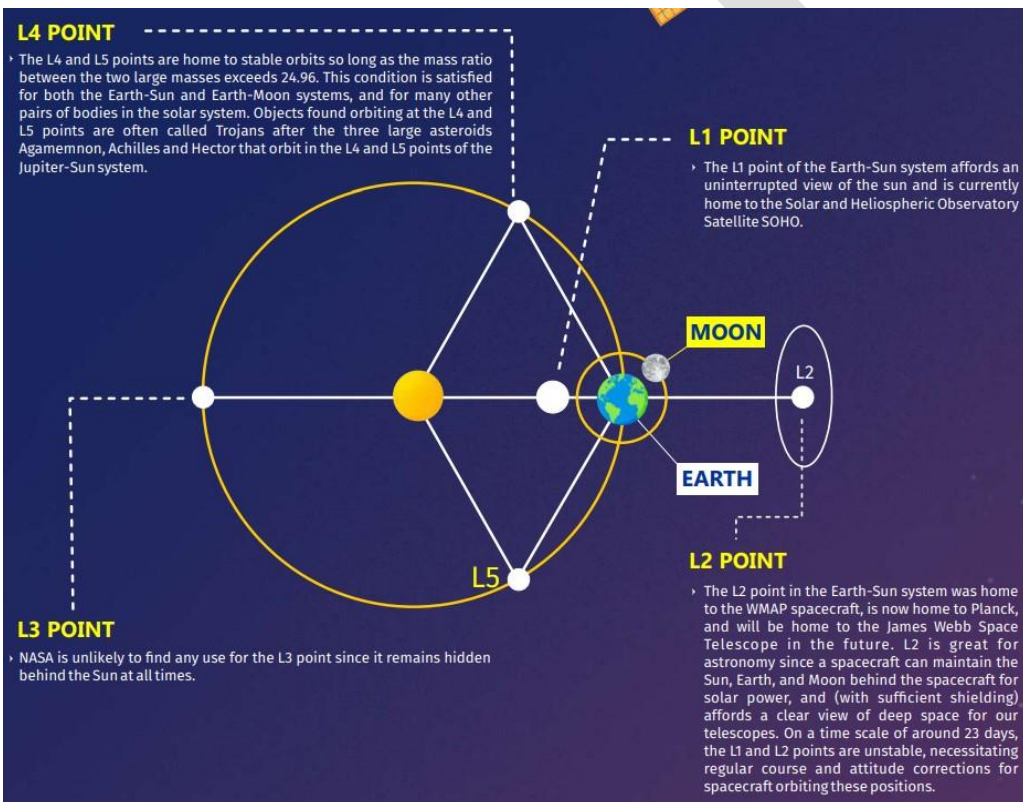 L4 POINT
The L4 and L5 points are home to stable orbits so long as the mass ratio
between the two large masses exceeds 24.96. This condition is satisfied
for both the Earth-Sun and Earth-Moon systems, and for many other
pairs of bodies in the solar system. Objects found orbiting at the L4 and
L5 points are often called Trojans after the three large asteroids
Agamemnon, Achilles and Hector that orbit in the L4 and L5 points of the
Jupiter-Sun system.
L1 POINT
The L1 point of the Earth-Sun system affords an
uninterrupted view of the sun and is currently
home to the Solar and Heliospheric Observatory
Satellite SOHO.
MOON
L2
EARTH
L5
L3 POINT
NASA is unlikely to find any use for the L3 point since it remains hidden
behind the Sun at all times.
L2 POINT
The L2 point in the Earth-Sun system was home
to the WMAP spacecraft, is now home to Planck,
and will be home to the James Webb Space
Telescope in the future. L2 is great for
astronomy since a spacecraft can maintain the
Sun, Earth, and Moon behind the spacecraft for
solar power, and (with sufficient shielding)
affords a clear view of deep space for our
telescopes. On a time scale of around 23 days,
the L1 and L2 points are unstable, necessitating
regular course and attitude corrections for
spacecraft orbiting these positions.